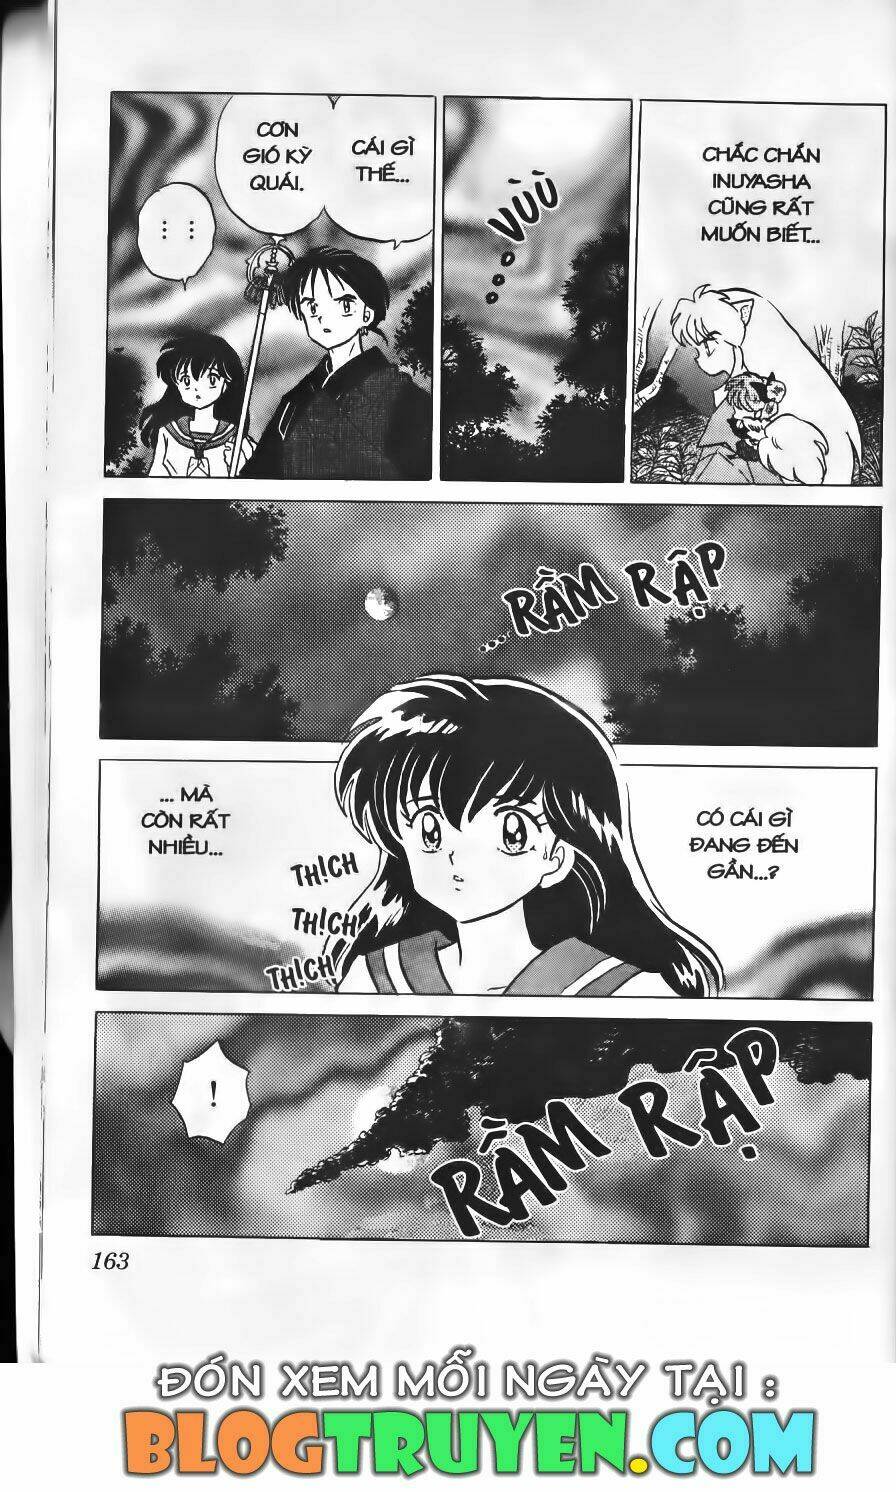 CHẮC CHẮN
INUYASHA
CŨNG RẤT
MUỐN BIẾT...
...VÙÙ
CÁI GÌ
THẾ...
CƠN
GIÓ KỲ
QUÁI.
... ...
...RẦM RẬP
CÓ CÁI GÌ
ĐANG ĐẾN
GẦN...?
... MÀ
CÒN RẤT
NHIỀU...
THỊCH
THỊCH
THỊCH
!
RẦM RẬP
163
ĐÓN XEM MỖI NGÀY TẠI :
BLOGTRUYEN.COM